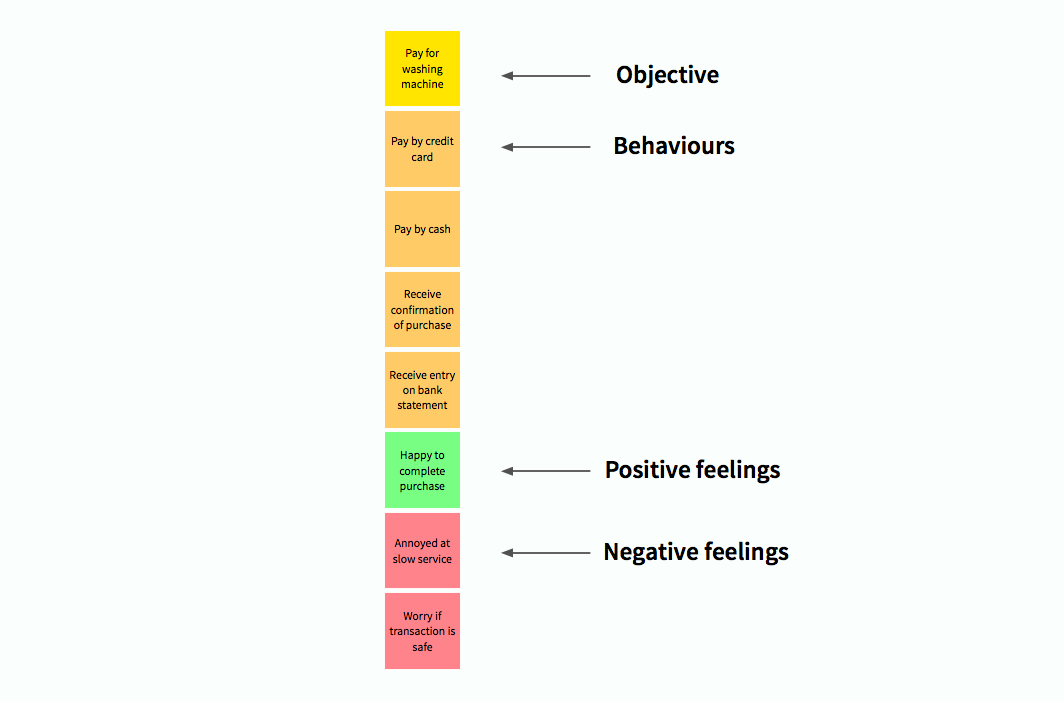 Pay for
washing
machine
Objective
Pay by credit
card
Behaviours
Pay by cash
Receive
confirmation
of purchase
Receive entry
on bank
statement
Happy to
complete
purchase
Positive feelings
Annoyed at
slow service
Negative feelings
Worry if
transaction is
safe